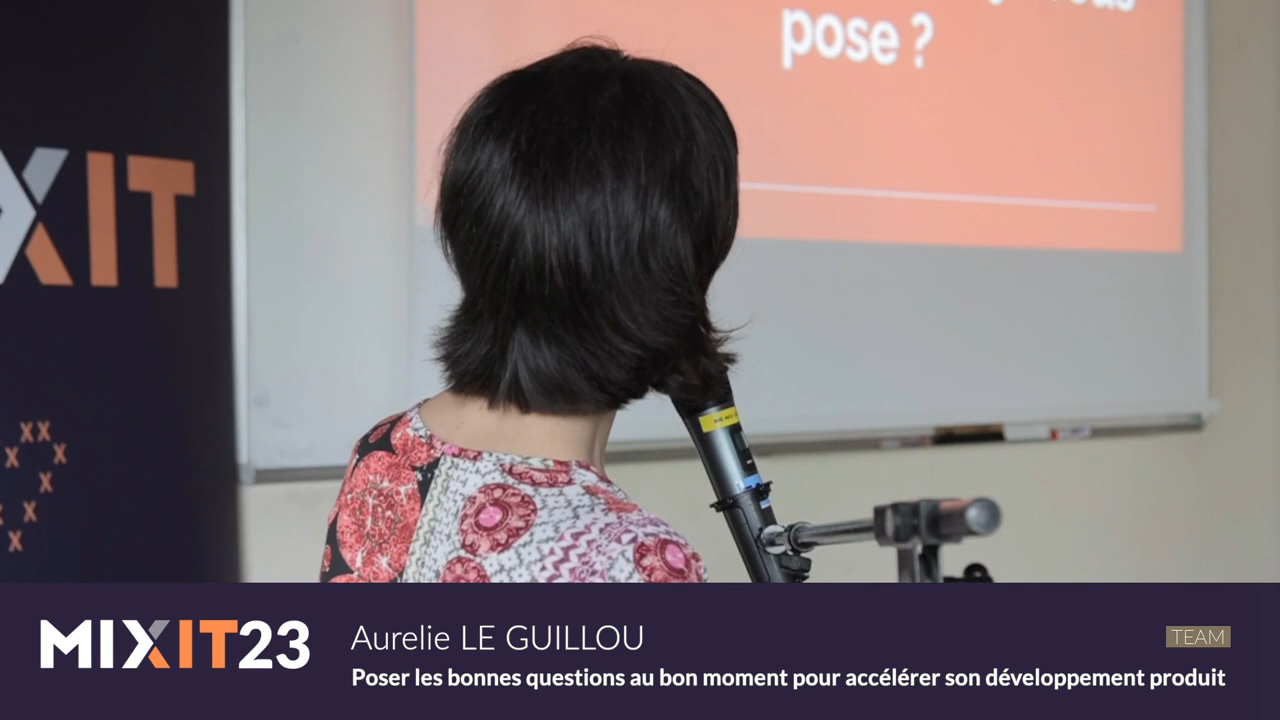 pose ?
XIT
MIXIT23
Aurelie LE GUILLOU
TEAM
Poser les bonnes questions au bon moment pour accélérer son développement produit